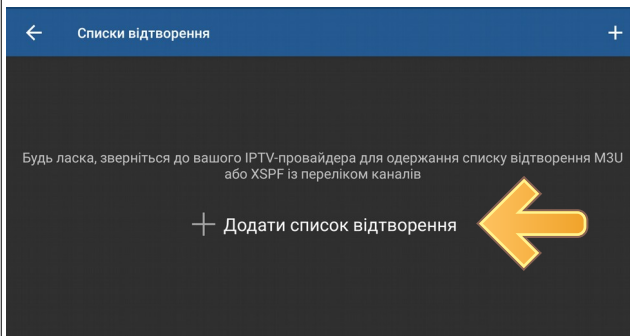 Списки відтворення
Будь ласка, зверніться до вашого IPTV-провайдера для одержання списку відтворення M3U
або XSPF із переліком каналів
Додати список відтворення